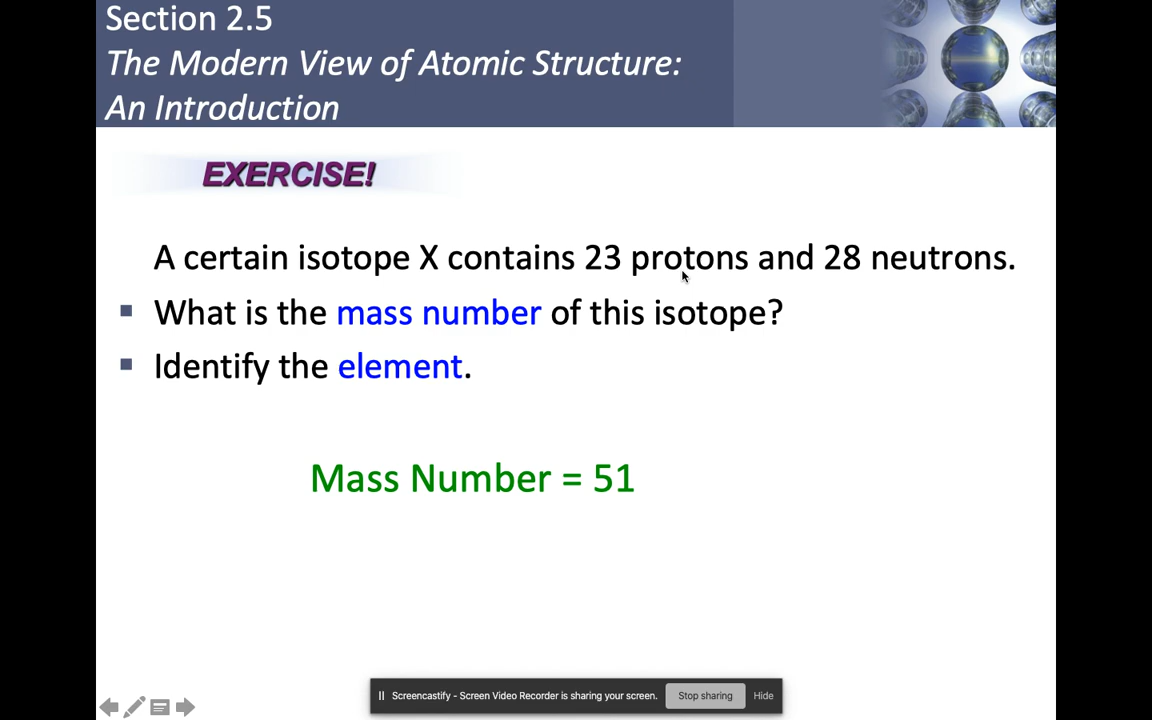 Section 2.5
The Modern View of Atomic Structure:
An Introduction
EXERCISE!
A certain isotope X contains 23 protons and 28 neutrons.
What is the mass number of this isotope?
Identify the element.
Mass Number = 51
Screencastify - Screen Video Recorder is sharing your screen. Stop sharing Hide